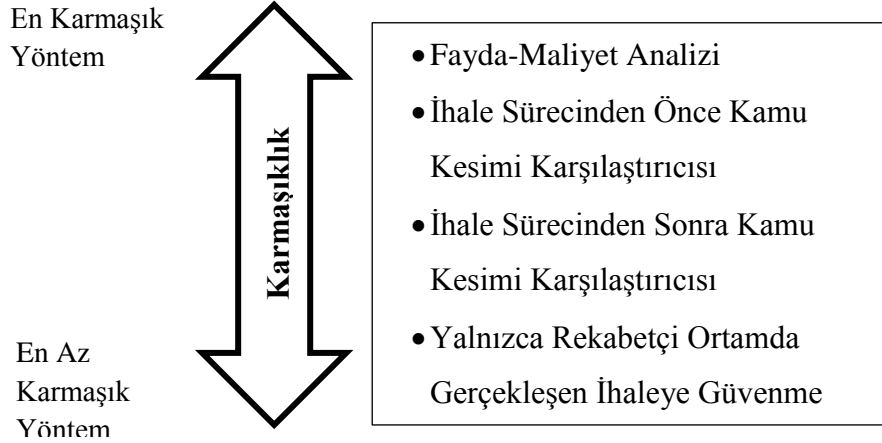 En Karmaşık
Yöntem
Karmaşıklık
• Fayda-Maliyet Analizi
• İhale Sürecinden Önce Kamu
Kesimi Karşılaştırıcısı
• İhale Sürecinden Sonra Kamu
Kesimi Karşılaştırıcısı
• Yalnızca Rekabetçi Ortamda
Gerçekleşen İhaleye Güvenme
En Az
Karmaşık
Yöntem